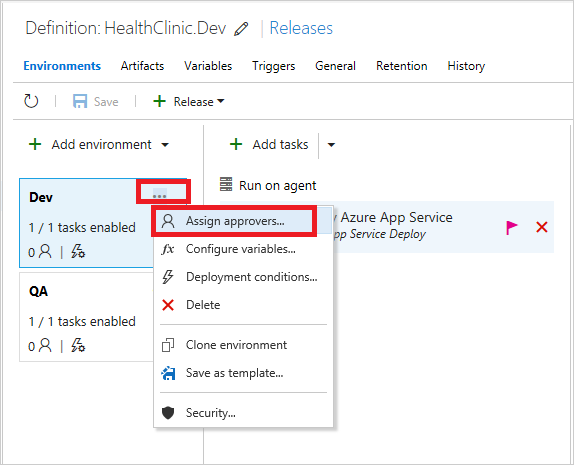 Definition: HealthClinic.Dev | Releases
Environments Artifacts Variables Triggers General Retention History
Save + Release
+ Add environment
+ Add tasks
Dev ...
1 / 1 tasks enabled
0
QA
1 / 1 tasks enabled
0
Run on agent
Azure App Service
App Service Deploy
Assign approvers...
fx Configure variables...
Deployment conditions...
Delete
Clone environment
Save as template...
Security...